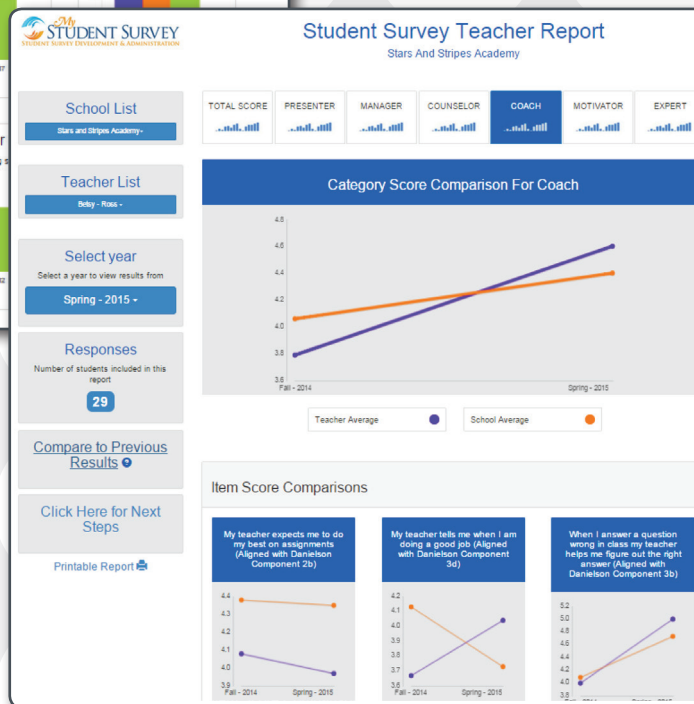 My
STUDENT SURVEY
STUDENT SURVEY DEVELOPMENT & ADMINISTRATION
Student Survey Teacher Report
Stars And Stripes Academy
School List
Stars and Stripes Academy
Teacher List
Betsy - Ross
Select year
Select a year to view results from
Spring - 2015
Responses
Number of students included in this
report
29
Compare to Previous
Results
Click Here for Next
Steps
Printable Report
TOTAL SCORE
PRESENTER
MANAGER
COUNSELOR
COACH
MOTIVATOR
EXPERT
Category Score Comparison For Coach
4.8
4.6
4.4
4.2
4.0
3.8
3.6
Fall - 2014
Spring - 2015
Teacher Average
School Average
Item Score Comparisons
My teacher expects me to do
my best on assignments
(Aligned with Danielson
Component 2b)
4.4
4.3
4.2
4.1
4.0
3.9
Fall - 2014
Spring - 2015
My teacher tells me when I am
doing a good job (Aligned
with Danielson Component
3d)
4.2
4.1
4.0
3.9
3.8
3.7
3.6
Fall - 2014
Spring - 2015
When I answer a question
wrong in class my teacher
helps me figure out the right
answer (Aligned with
Danielson Component 3b)
5.2
5.0
4.8
4.6
4.4
4.2
4.0
3.8